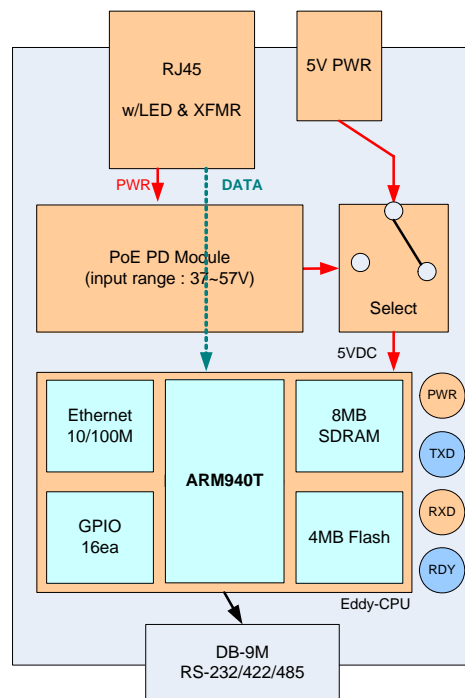 RJ45
w/LED & XFMR
5V PWR
PWR
DATA
PoE PD Module
(input range : 37~57V)
Select
5VDC
Ethernet
10/100M
ARM940T
8MB
SDRAM
GPIO
16ea
4MB Flash
PWR
TXD
RXD
RDY
Eddy-CPU
DB-9M
RS-232/422/485